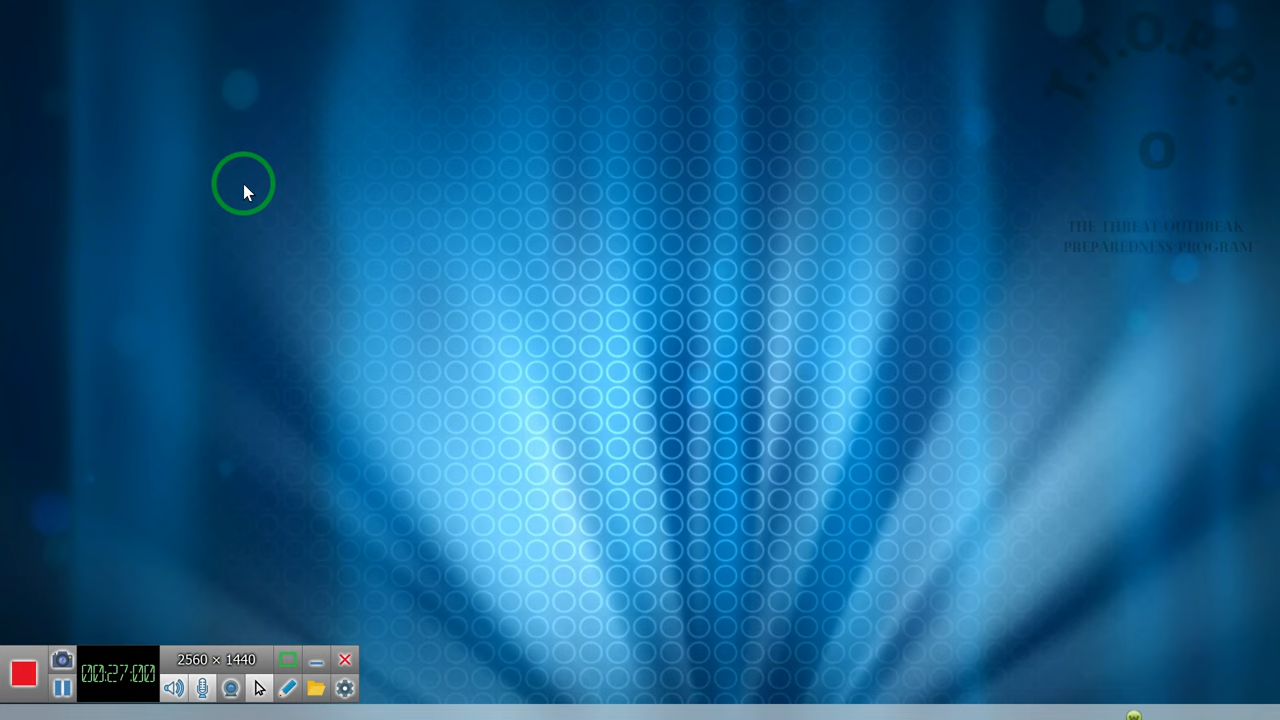 T.T.O.P.P.
O
THE THREAT OUTBREAK
PREPAREDNESS PROGRAM
00:27:00
2560 × 1440